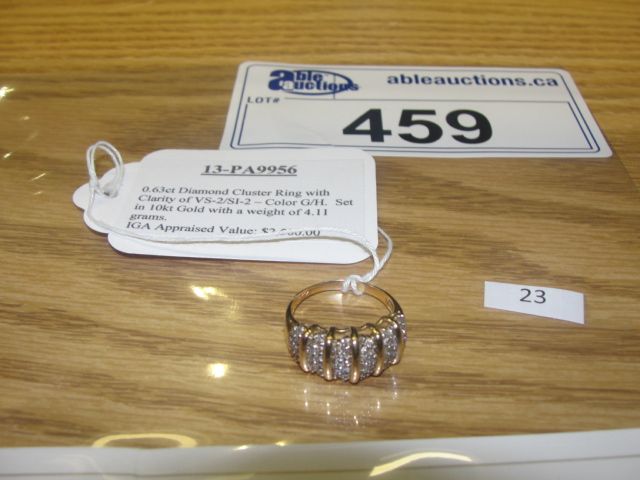 able auctions
ableauctions.ca
LOT#
459
13-PA9956
0.63ct Diamond Cluster Ring with
Clarity of VS-2/SI-2 ~ Color G/H. Set
in 10kt Gold with a weight of 4.11
grams.
IGA Appraised Value:
23